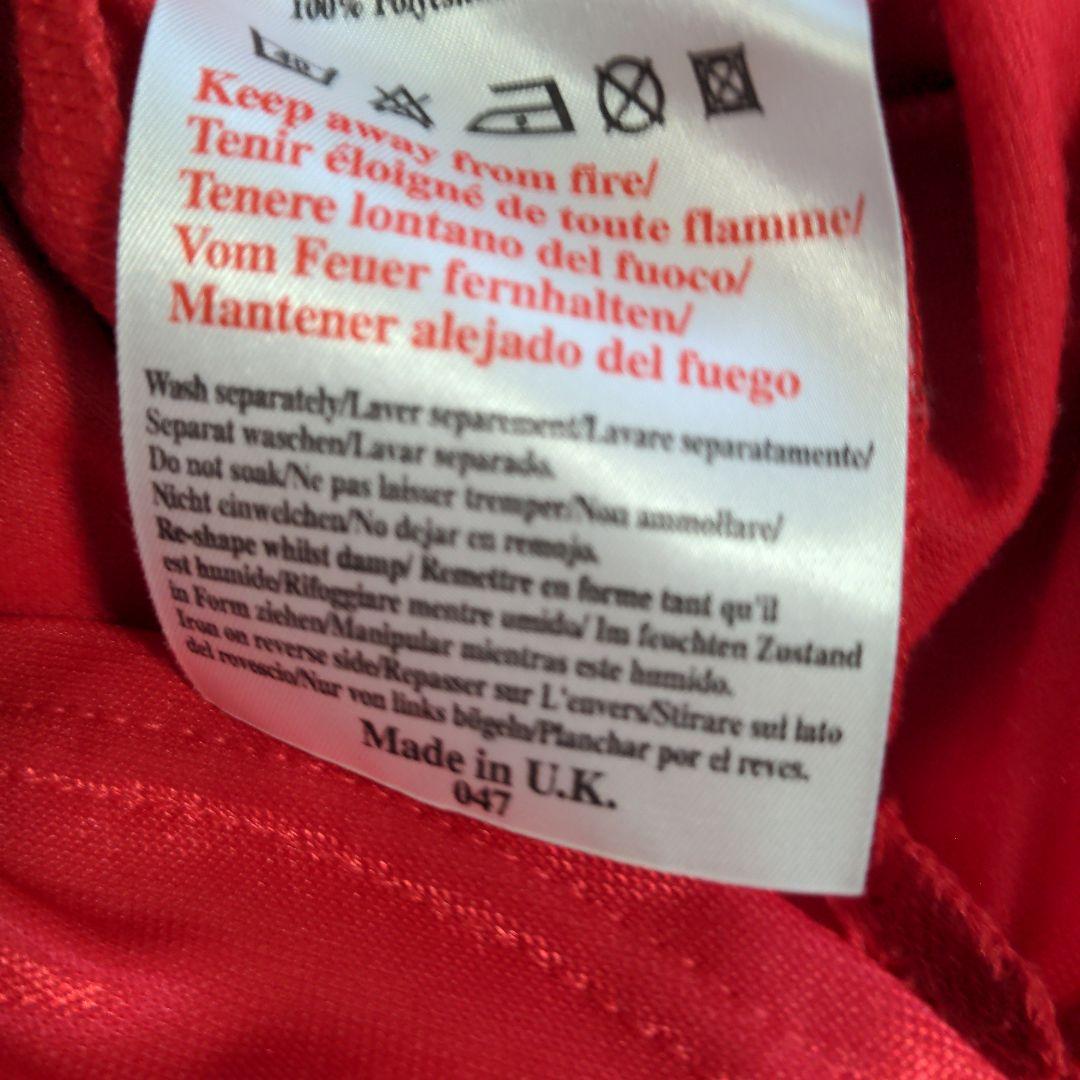 100%
40
Keep away from fire/
Tenir éloigné de toute flamme/
Tenere lontano del fuoco/
Vom Feuer fernhalten/
Mantener alejado del fuego
Wash separately/Laver separement/Lavare separatamente/
Separat waschen/Lavar separado.
Do not soak/Ne pas laisser tremper/Non ammollare/
Nicht einweichen/No dejar en remojo.
Re-shape whilst damp/ Remettre en forme tant qu'il
est humide/Rifoggiare mentre umido/ Im feuchten Zustand
in Form ziehen/Manipular mientras este humido.
Iron on reverse side/Repasser sur L'envers/Stirare sul lato
del rovescio/Nur von links bügeln/Planchar por el reves.
Made in U.K.
047